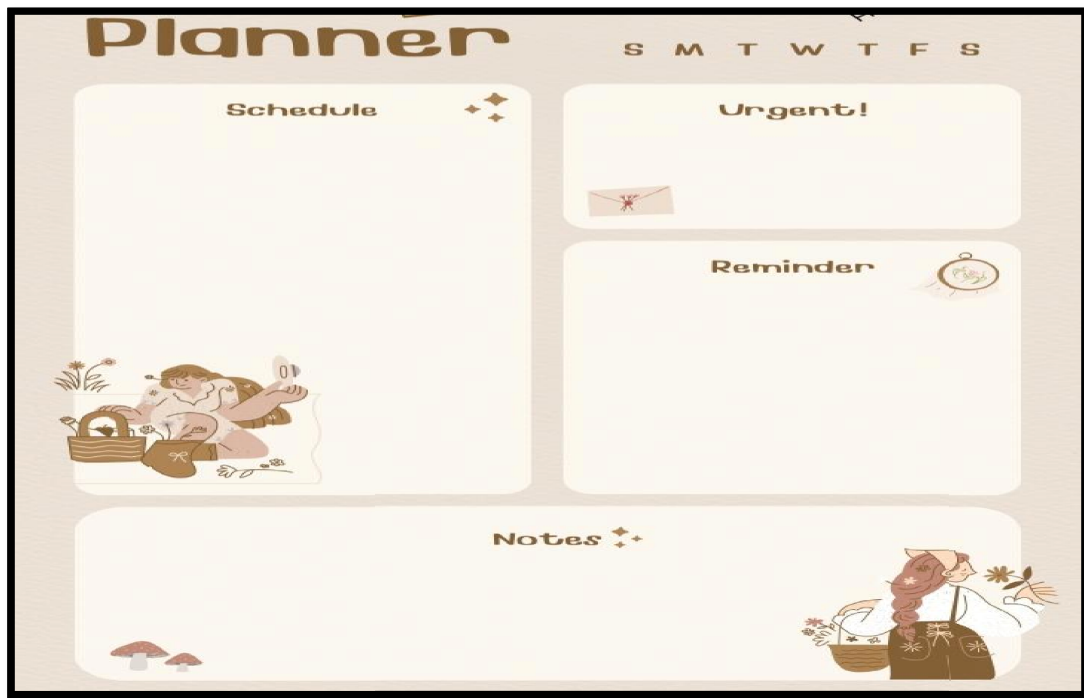 Planner
S M T W T F S
Schedule
Urgent!
Reminder
Notes